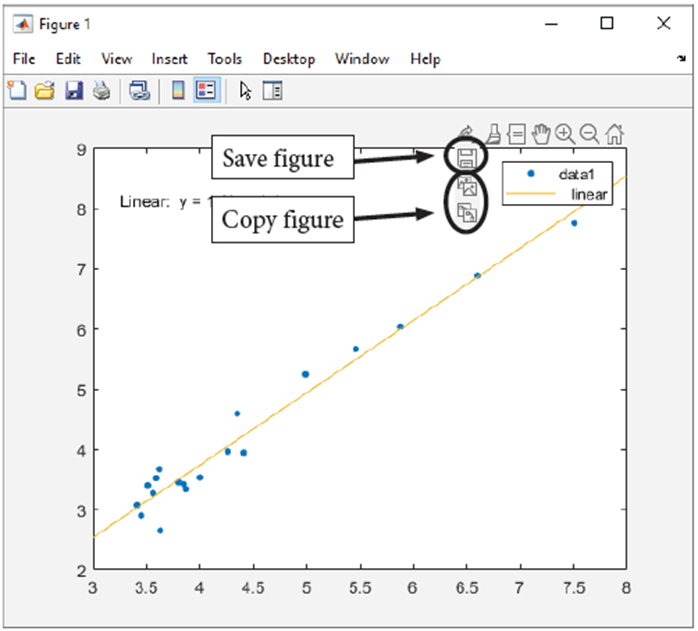 Figure 1
File Edit View Insert Tools Desktop Window Help
Save figure
data1
linear
Linear: y = 1
Copy figure
9
8
7
6
5
4
3
2
3 3.5 4 4.5 5 5.5 6 6.5 7 7.5 8